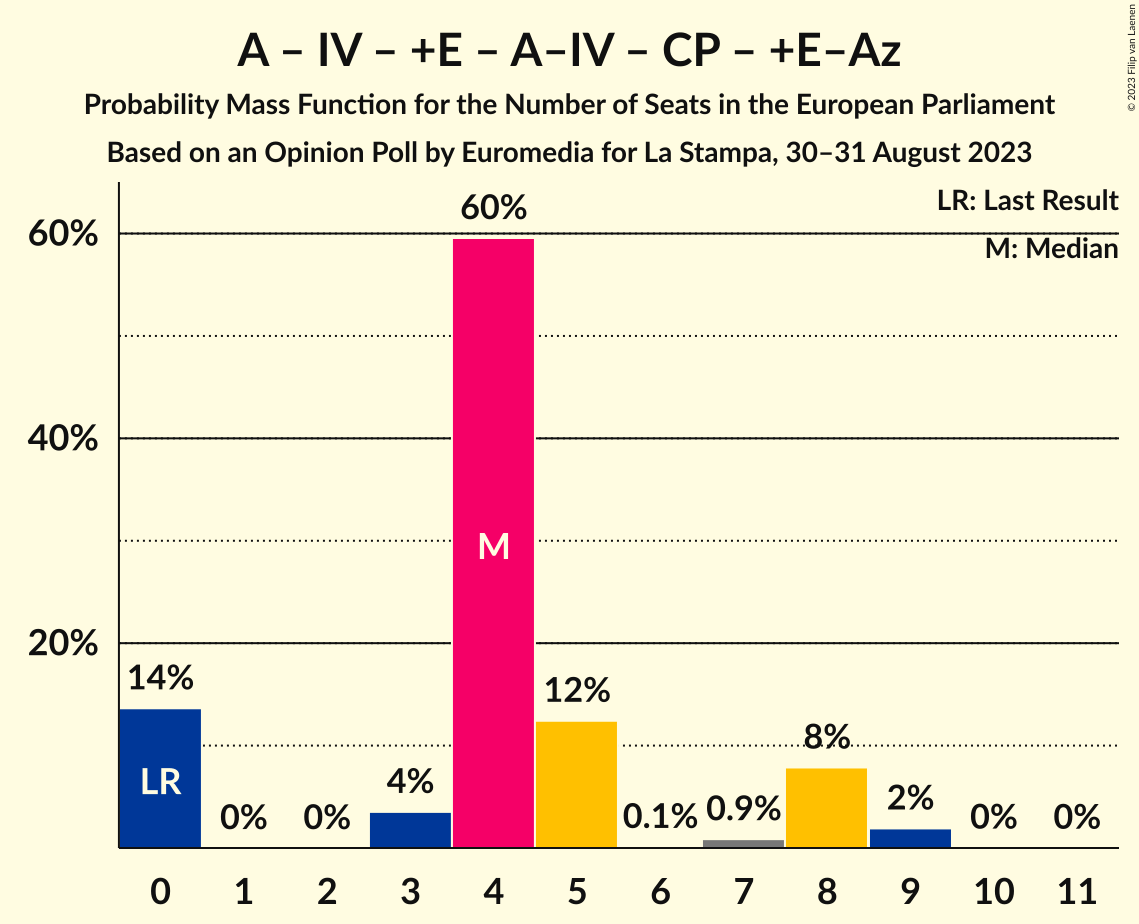 A – IV – +E – A–IV – CP – +E–Az
Probability Mass Function for the Number of Seats in the European Parliament
Based on an Opinion Poll by Euromedia for La Stampa, 30–31 August 2023
© 2023 Filip van Laenen
LR: Last Result
M: Median
60%
40%
20%
14%
0%
0%
4%
60%
12%
0.1%
0.9%
8%
2%
0%
0%
LR
M
0 1 2 3 4 5 6 7 8 9 10 11